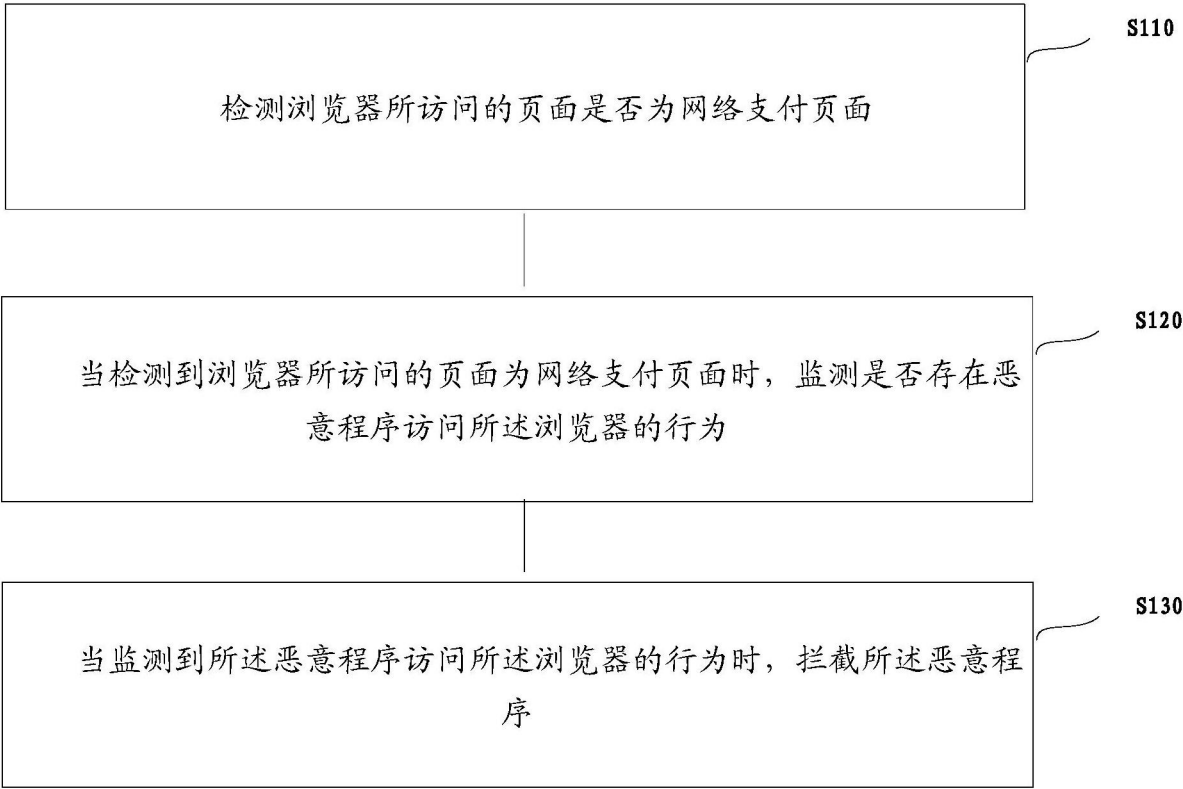 S110
检测浏览器所访问的页面是否为网络支付页面
S120
当检测到浏览器所访问的页面为网络支付页面时，监测是否存在恶
意程序访问所述浏览器的行为
S130
当监测到所述恶意程序访问所述浏览器的行为时，拦截所述恶意程
序